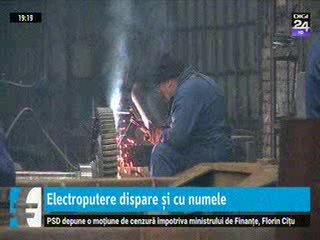 19:19
DIGI
24
HD
Electroputere dispare și cu numele
PSD depune o moțiune de cenzură împotriva ministrului de Finanțe, Florin Cîțu